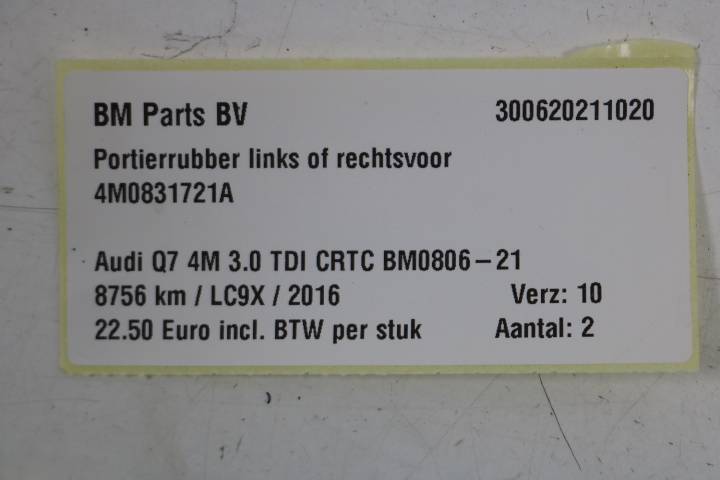 BM Parts BV 300620211020
Portierrubber links of rechtsvoor
4M0831721A
Audi Q7 4M 3.0 TDI CRTC BM0806-21
8756 km / LC9X / 2016 Verz: 10
22.50 Euro incl. BTW per stuk Aantal: 2